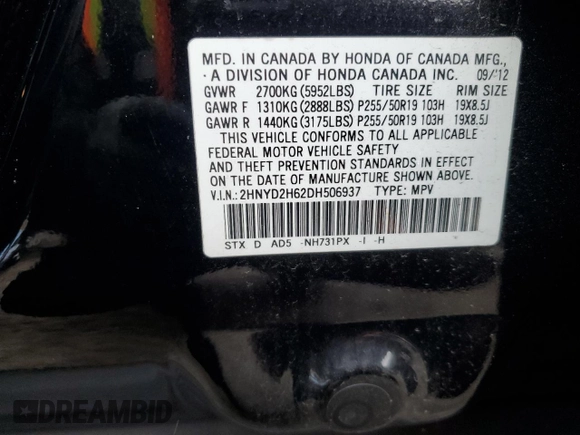 MFD. IN CANADA BY HONDA OF CANADA MFG.,
A DIVISION OF HONDA CANADA INC. 09/'12
GVWR 2700KG(5952LBS) TIRE SIZE RIM SIZE
GAWR F 1310KG(2888LBS)P255/50R19 103H 19X8.5J
GAWR R 1440KG(3175LBS)P255/50R19 103H 19X8.5J
THIS VEHICLE CONFORMS TO ALL APPLICABLE
FEDERAL MOTOR VEHICLE SAFETY
AND THEFT PREVENTION STANDARDS IN EFFECT
ON THE DATE OF MANUFACTURE SHOWN ABOVE.
V.I.N.:2HNYD2H62DH506937 TYPE: MPV
STX D AD5 -NH731PX -I -H
DREAMBID